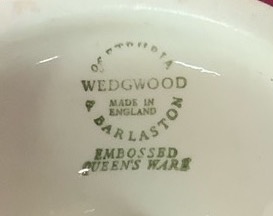 OF ETRURIA
WEDGWOOD
MADE IN
ENGLAND
& BARLASTON
EMBOSSED
QUEEN'S WARE